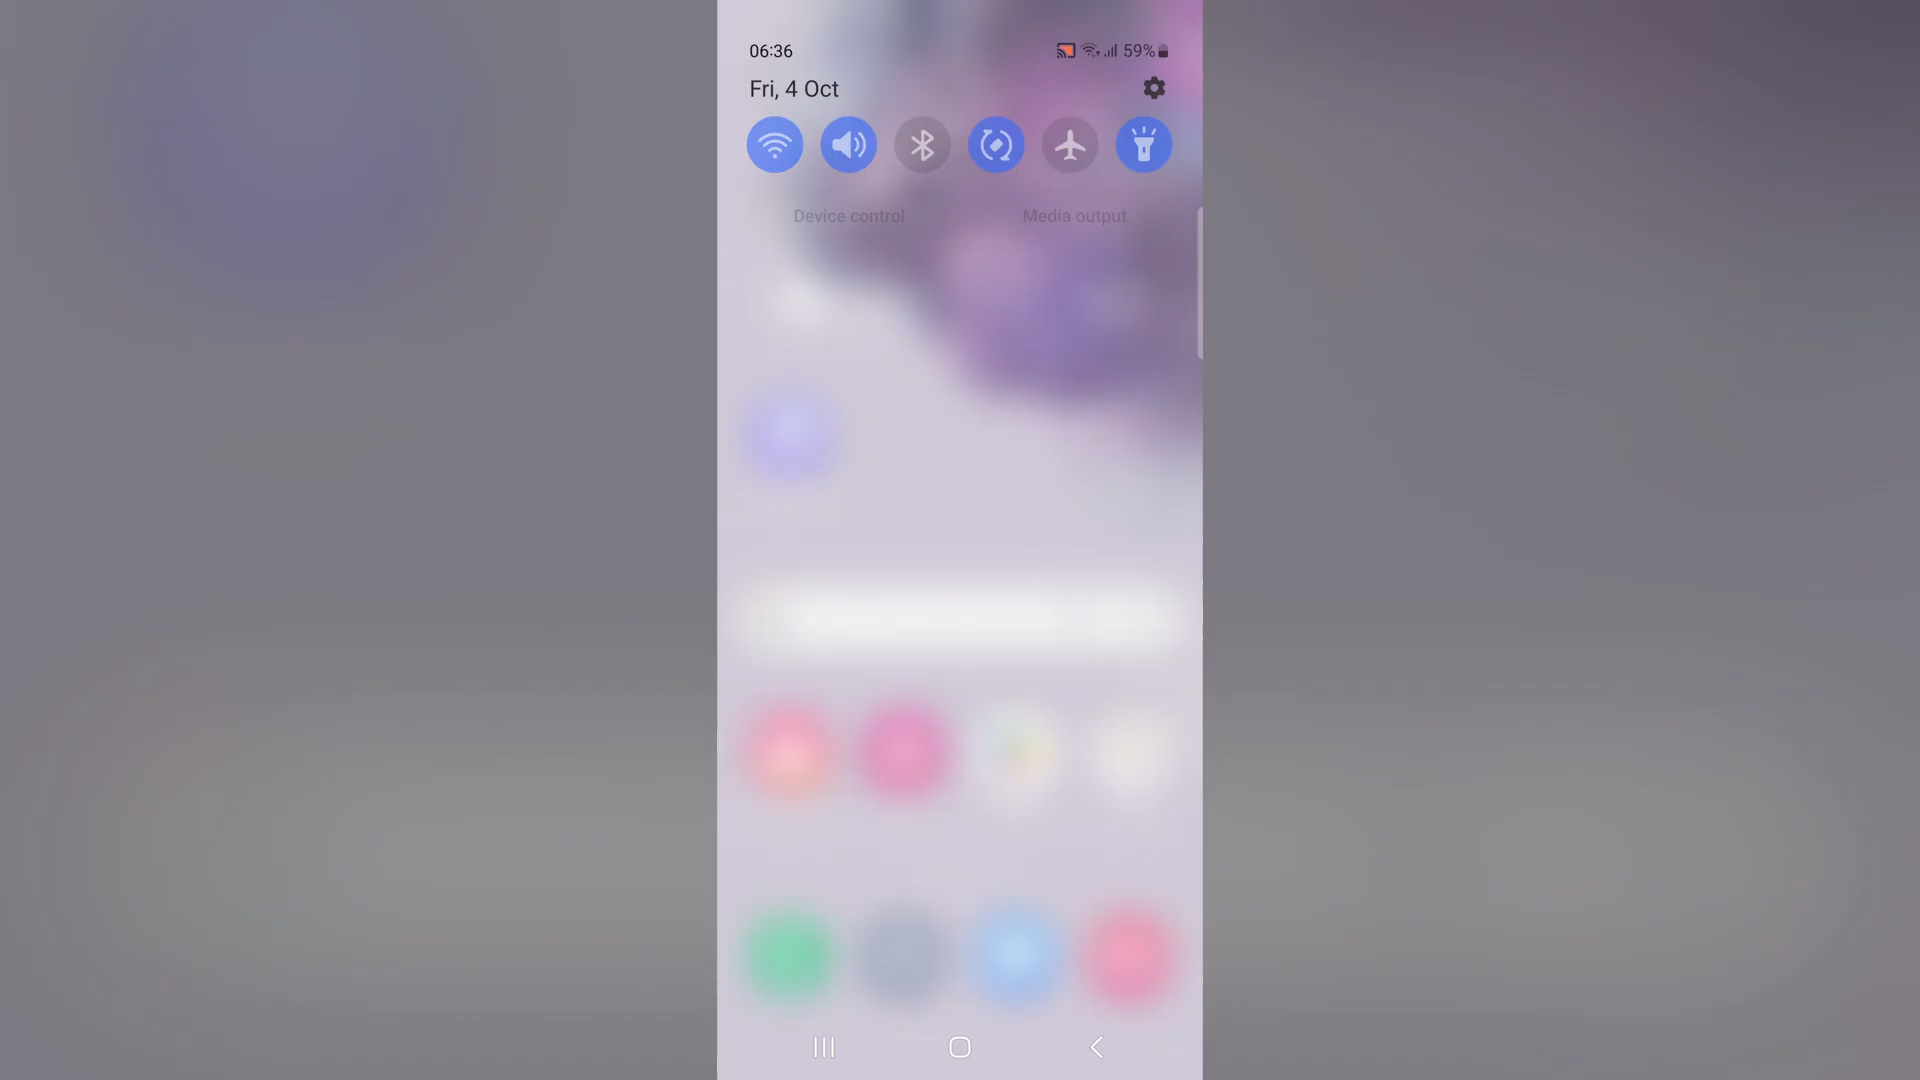 06:36
59%
Fri, 4 Oct
Device control
Media output